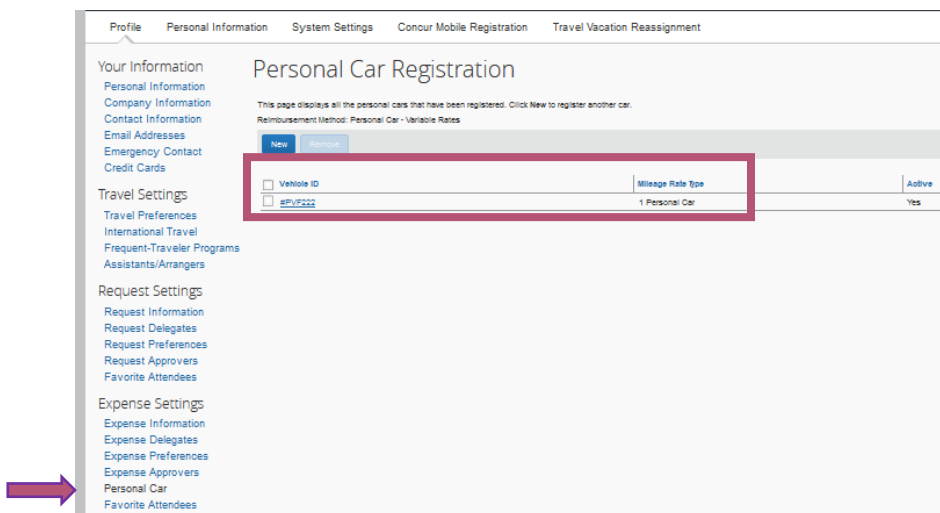 Profile Personal Information System Settings Concur Mobile Registration Travel Vacation Reassignment
Your Information
Personal Information
Company Information
Contact Information
Email Addresses
Emergency Contact
Credit Cards
Travel Settings
Travel Preferences
International Travel
Frequent-Traveler Programs
Assistants/Arrangers
Request Settings
Request Information
Request Delegates
Request Preferences
Request Approvers
Favorite Attendees
Expense Settings
Expense Information
Expense Delegates
Expense Preferences
Expense Approvers
Personal Car
Favorite Attendees
Personal Car Registration
This page displays all the personal cars that have been registered. Click New to register another car.
Reimbursement Method: Personal Car - Variable Rates
New Remove
Vehicle ID Mileage Rate Type Active
#PVF222 1 Personal Car Yes